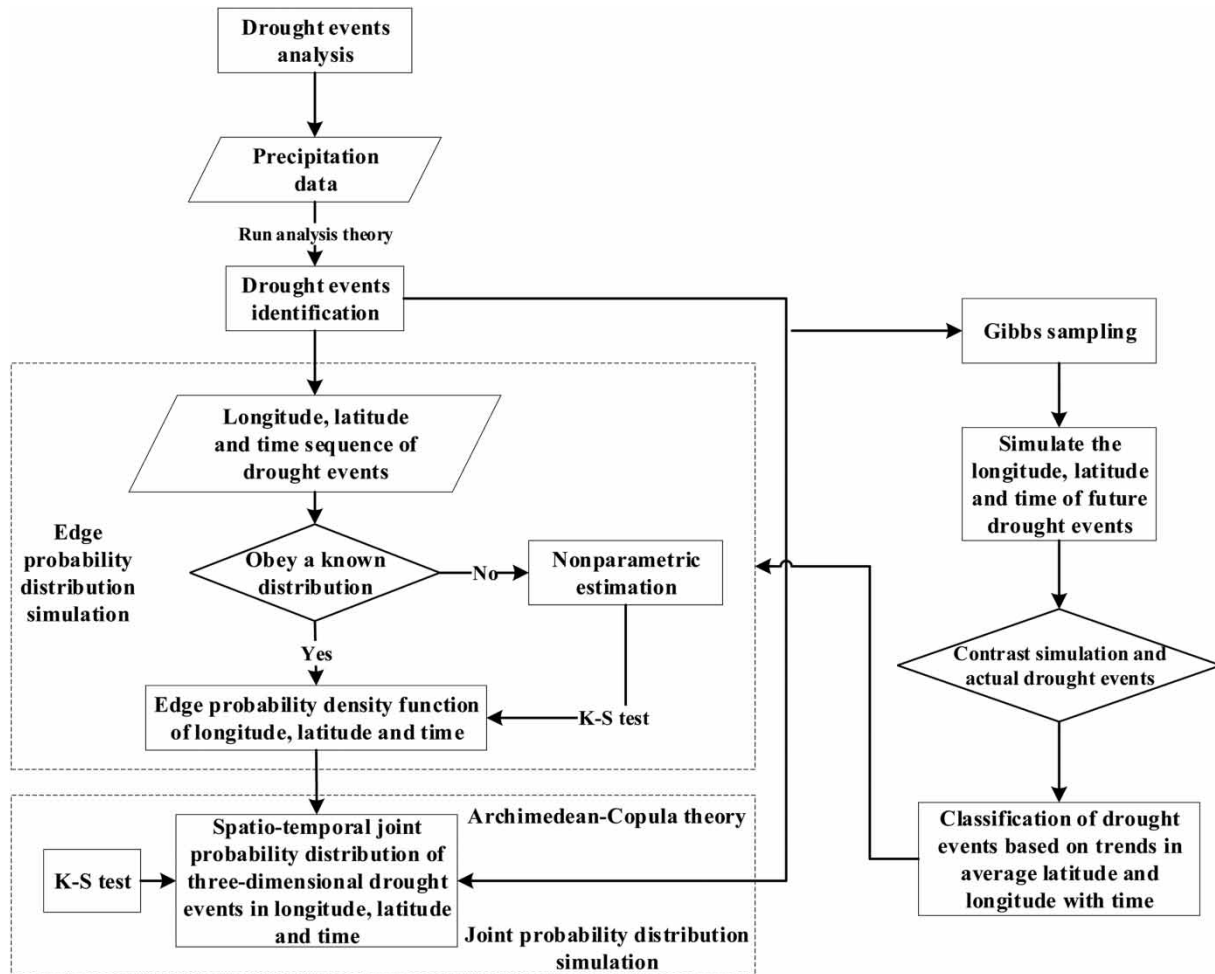 Drought events
analysis
Precipitation
data
Run analysis theory
Drought events
identification
Gibbs sampling
Longitude, latitude
and time sequence of
drought events
Simulate the
longitude, latitude
and time of future
drought events
Edge
probability
distribution
simulation
Obey a known
distribution
No
Nonparametric
estimation
Yes
Contrast simulation and
actual drought events
Edge probability density function
of longitude, latitude and time
K-S test
Archimedean-Copula theory
Spatio-temporal joint
probability distribution of
three-dimensional drought
events in longitude, latitude
and time
K-S test
Joint probability distribution
simulation
Classification of drought
events based on trends in
average latitude and
longitude with time